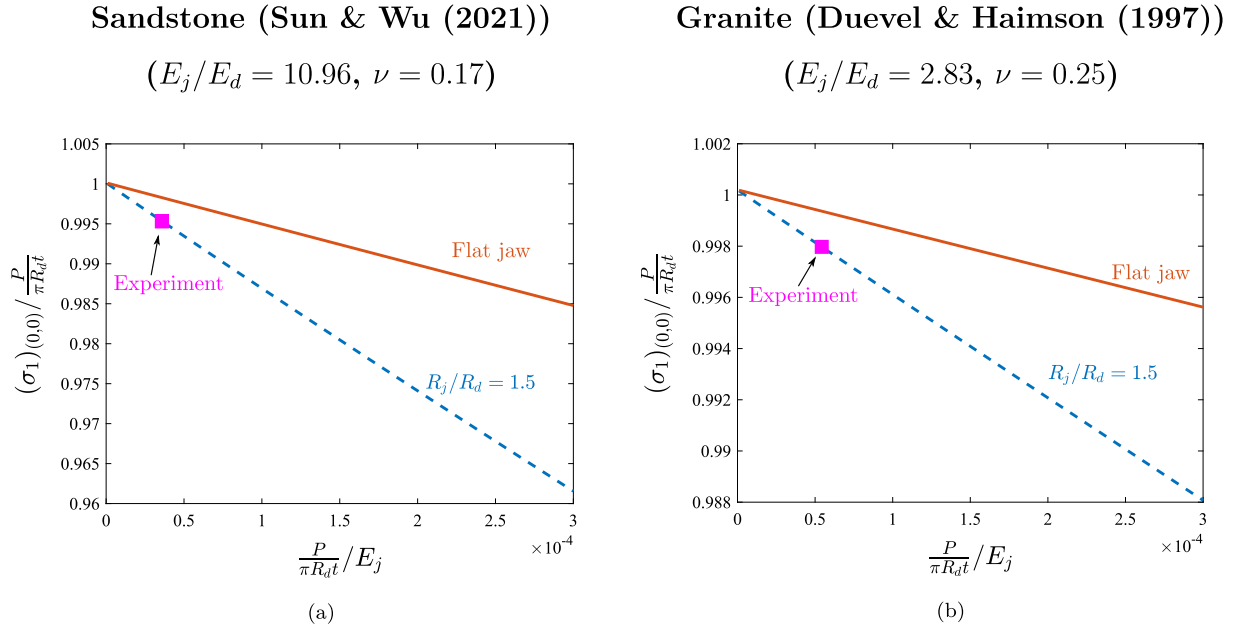 Sandstone (Sun & Wu (2021))
(E_j/E_d = 10.96, ν = 0.17)
1.005
1
0.995
0.99
0.985
0.98
0.975
0.97
0.965
0.96
(σ_1)_(0,0) / P/πR_dt
Flat jaw
Experiment
R_j/R_d = 1.5
0 0.5 1 1.5 2 2.5 3
×10^-4
P/πR_dt / E_j
(a)
Granite (Duevel & Haimson (1997))
(E_j/E_d = 2.83, ν = 0.25)
1.002
1
0.998
0.996
0.994
0.992
0.99
0.988
(σ_1)_(0,0) / P/πR_dt
Flat jaw
Experiment
R_j/R_d = 1.5
0 0.5 1 1.5 2 2.5 3
×10^-4
P/πR_dt / E_j
(b)